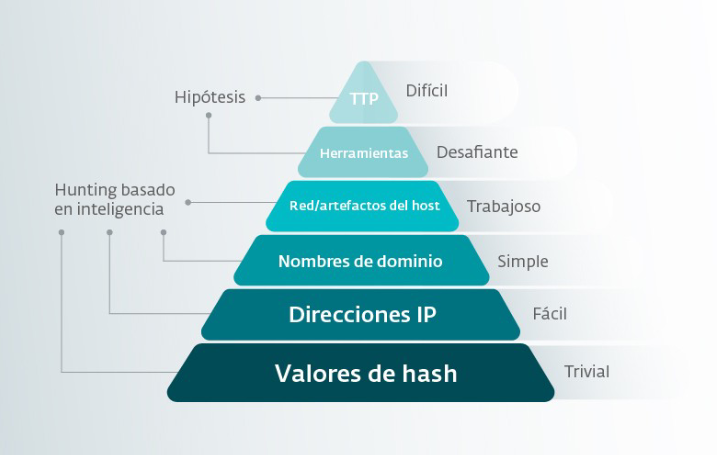 TTP
Difícil
Hipótesis
Herramientas
Desafiante
Hunting basado
en inteligencia
Red/artefactos del host
Trabajoso
Nombres de dominio
Simple
Direcciones IP
Fácil
Valores de hash
Trivial